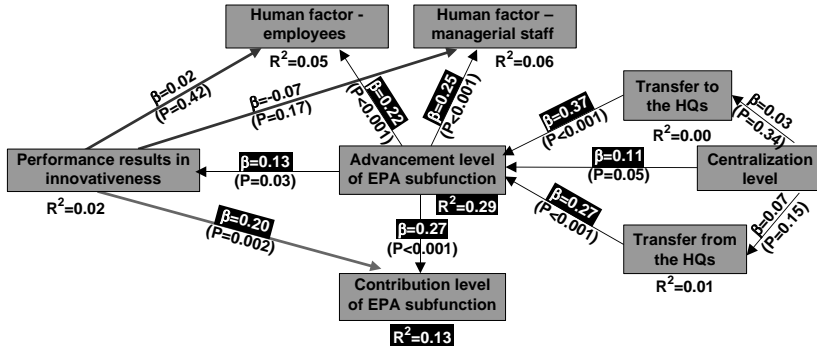 Human factor -
employees
R²=0.05
Human factor –
managerial staff
R²=0.06
β=0.02
(P=0.42)
β=-0.07
(P=0.17)
β=0.22
(P<0.001)
β=0.25
(P<0.001)
β=0.37
(P<0.001)
Transfer to
the HQs
R²=0.00
β=0.03
(P=0.34)
Performance results in
innovativeness
R²=0.02
β=0.13
(P=0.03)
Advancement level
of EPA subfunction
R²=0.29
β=0.11
(P=0.05)
Centralization
level
β=0.20
(P=0.002)
β=0.27
(P<0.001)
β=0.27
(P<0.001)
β=0.07
(P=0.15)
Transfer from
the HQs
R²=0.01
Contribution level
of EPA subfunction
R²=0.13